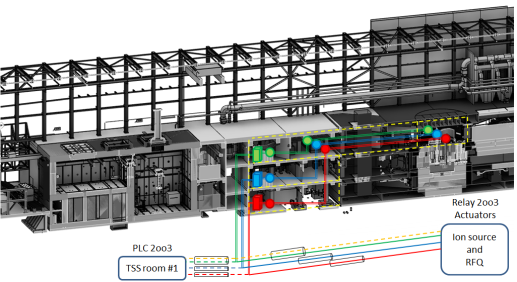 Relay 2oo3
Actuators
PLC 2oo3
TSS room #1
Ion source
and
RFQ